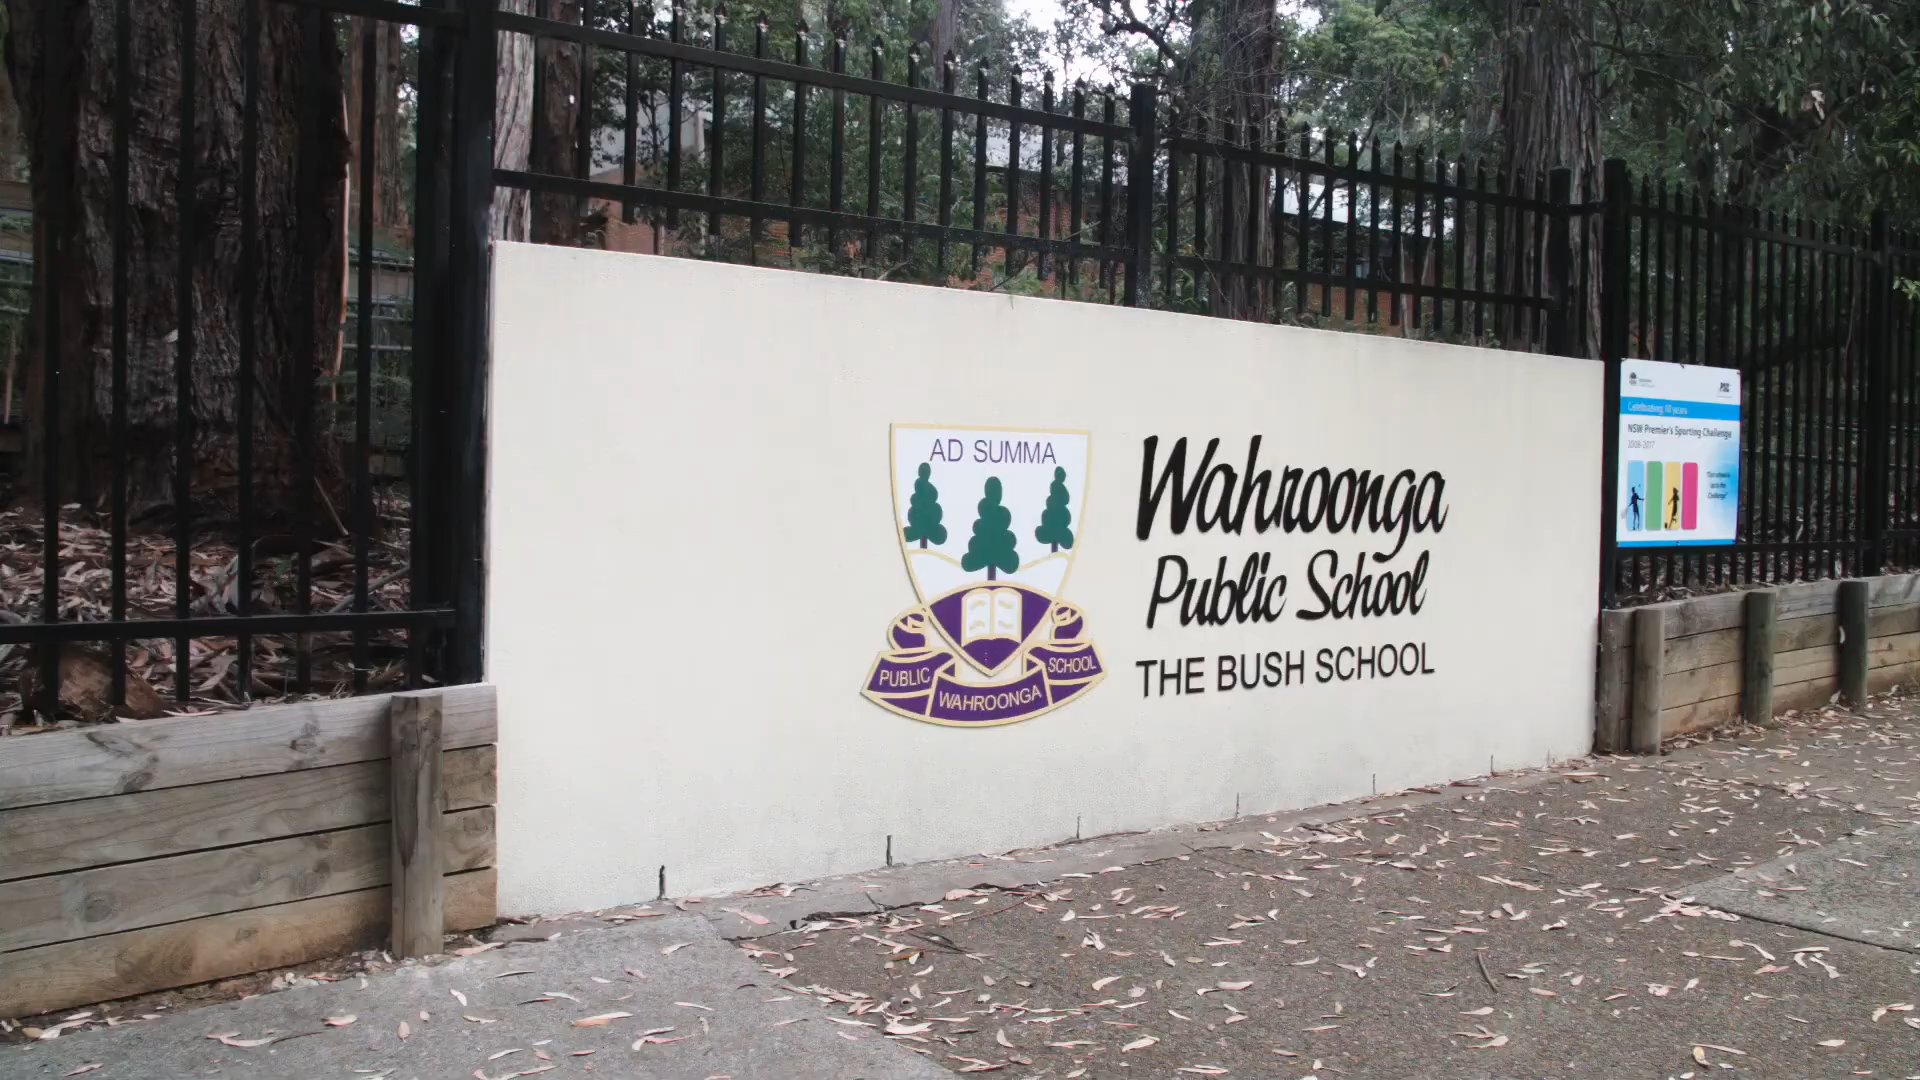 AD SUMMA
PUBLIC
WAHROONGA
SCHOOL
Wahroonga
Public School
THE BUSH SCHOOL
PSC
Celebrating 10 years
NSW Premier's Sporting Challenge
2008-2017